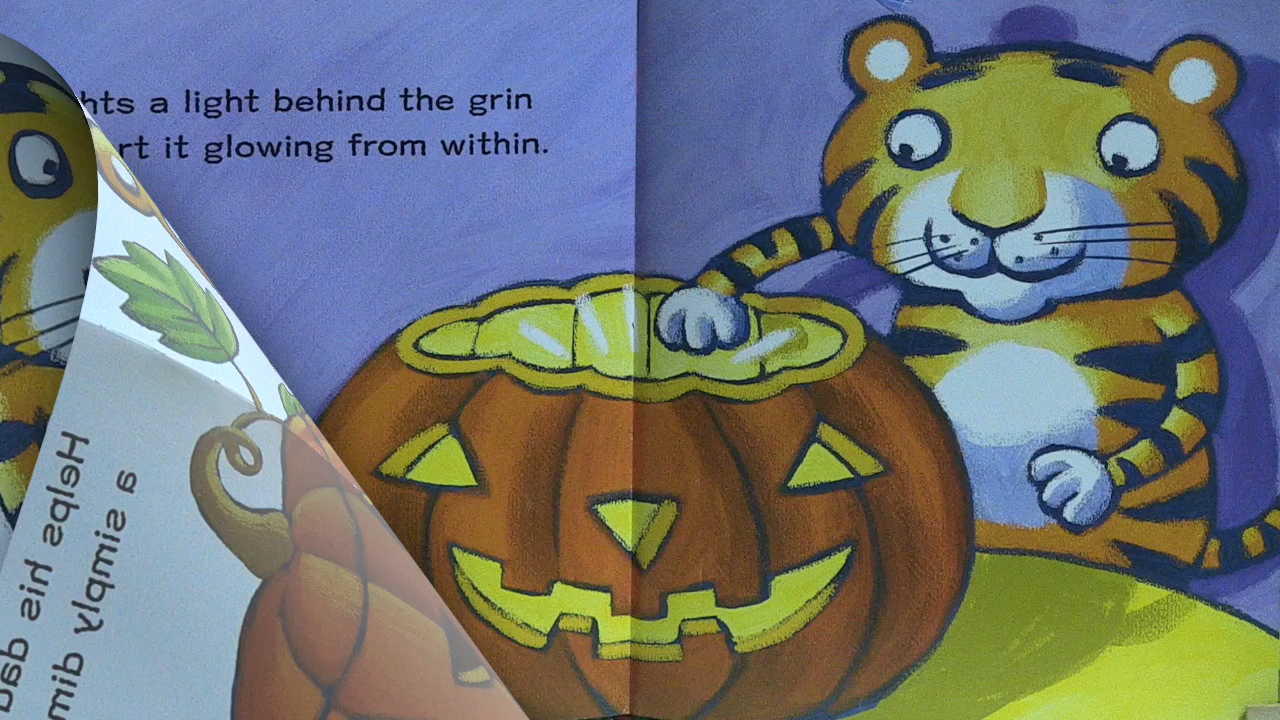 hts a light behind the grin
rt it glowing from within.
Helps his dad
a simply dim